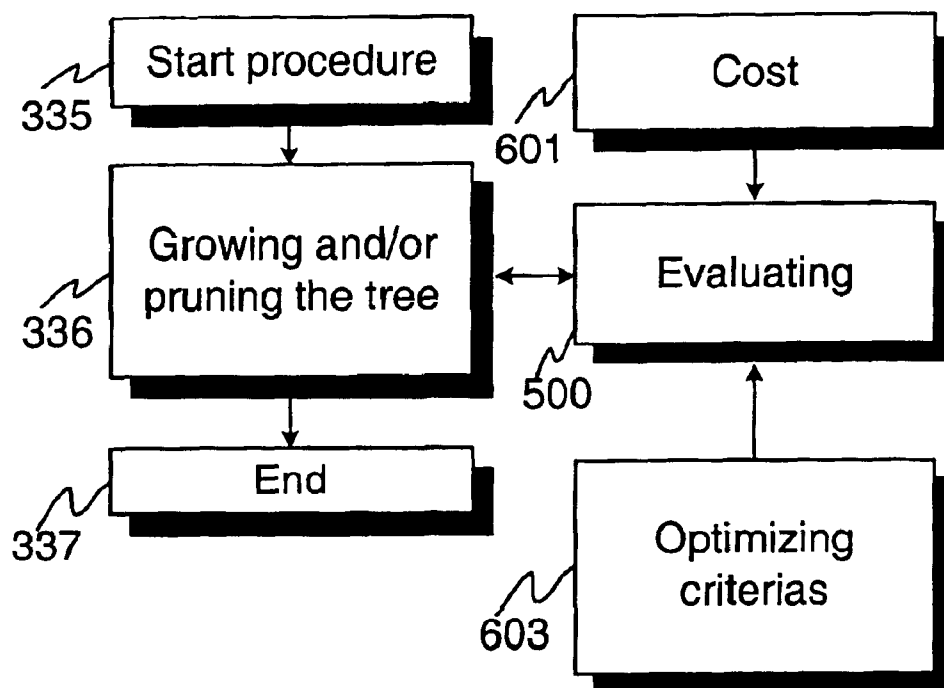 Start procedure
335
Growing and/or
pruning the tree
336
End
337
Cost
601
Evaluating
500
Optimizing
criterias
603